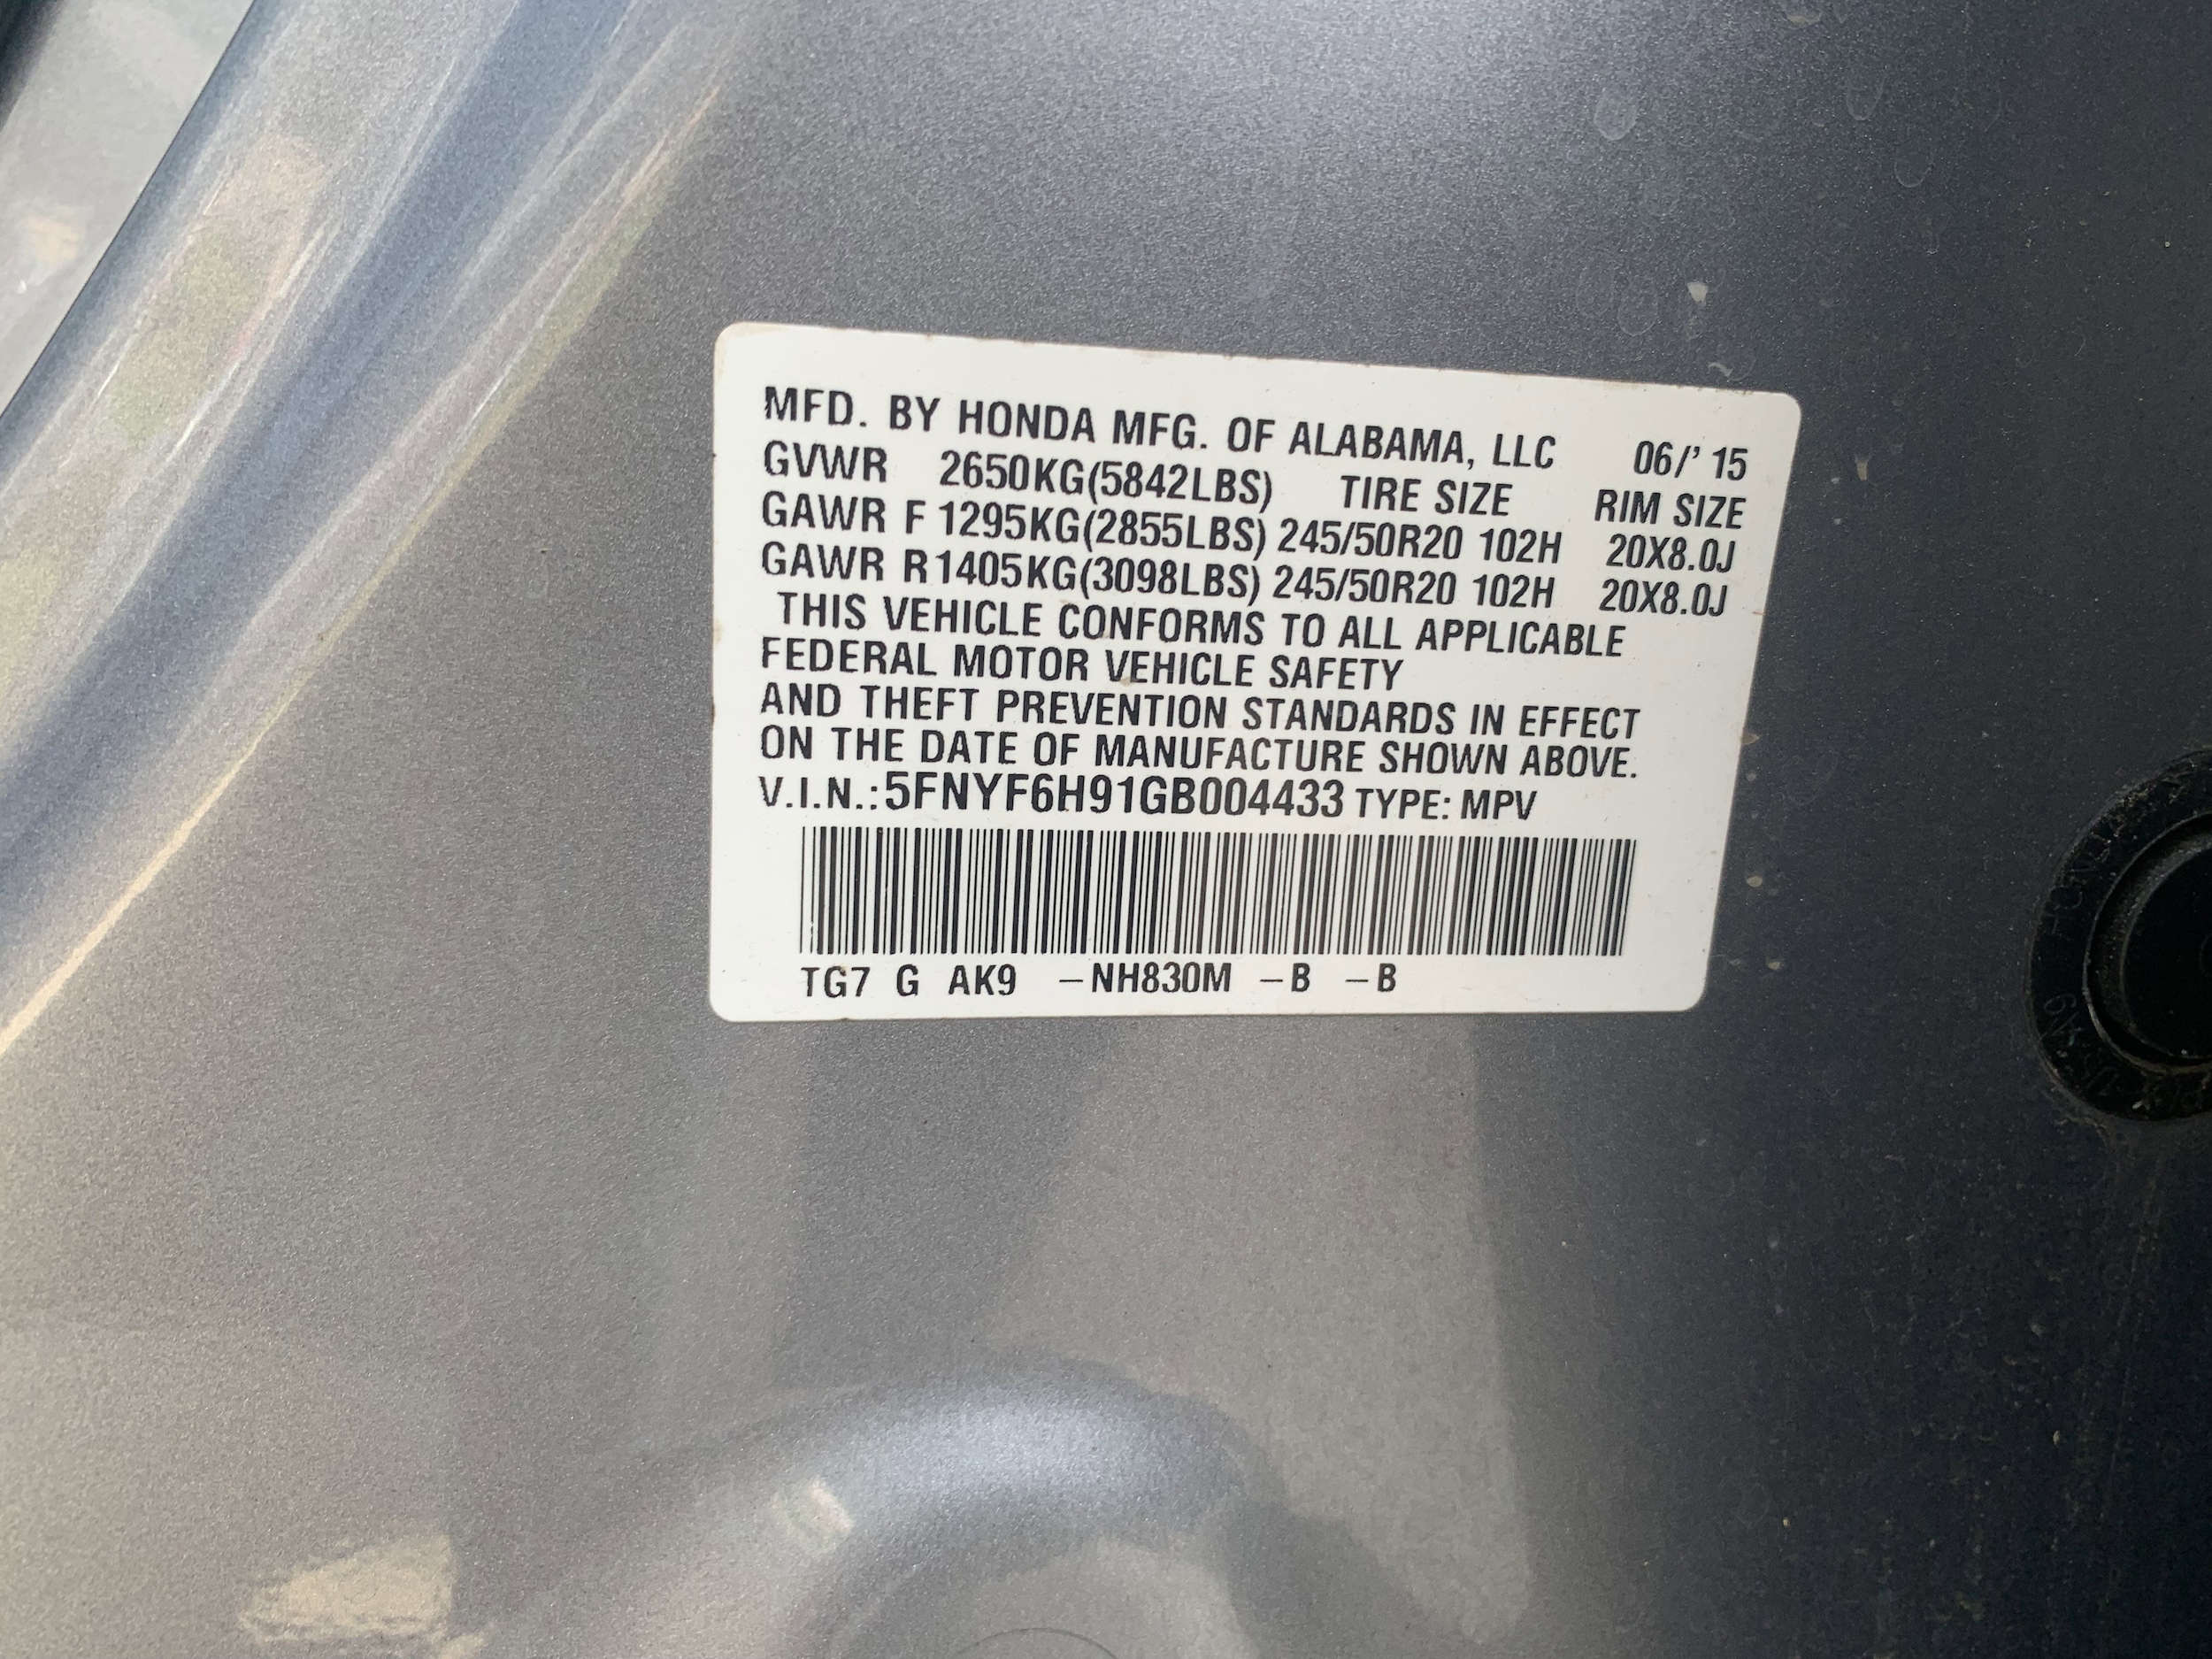 MFD. BY HONDA MFG. OF ALABAMA, LLC 06/' 15
GVWR 2650KG(5842LBS) TIRE SIZE RIM SIZE
GAWR F 1295KG(2855LBS) 245/50R20 102H 20X8.0J
GAWR R 1405KG(3098LBS) 245/50R20 102H 20X8.0J
THIS VEHICLE CONFORMS TO ALL APPLICABLE
FEDERAL MOTOR VEHICLE SAFETY
AND THEFT PREVENTION STANDARDS IN EFFECT
ON THE DATE OF MANUFACTURE SHOWN ABOVE.
V.I.N.: 5FNYF6H91GB004433 TYPE: MPV
TG7 G AK9 –NH830M –B –B